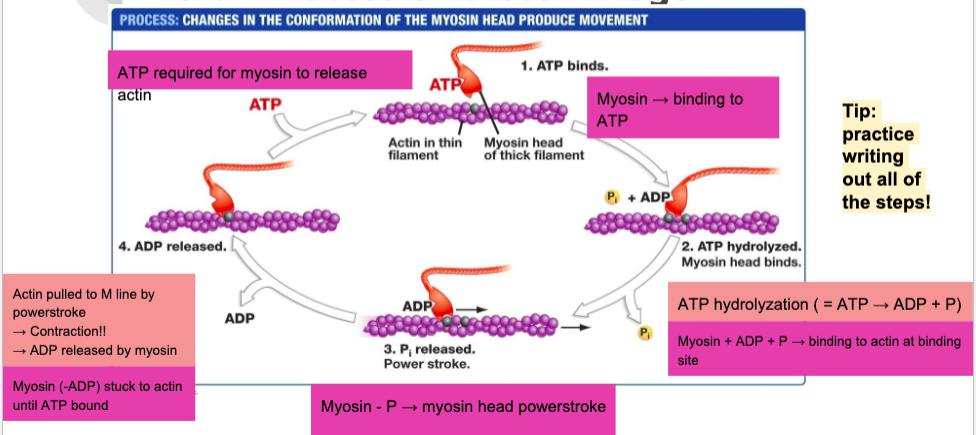 PROCESS: CHANGES IN THE CONFORMATION OF THE MYOSIN HEAD PRODUCE MOVEMENT
ATP required for myosin to release
actin
ATP
ATP
1. ATP binds.
Myosin → binding to
ATP
Actin in thin
filament
Myosin head
of thick filament
Tip:
practice
writing
out all of
the steps!
Pi + ADP
2. ATP hydrolyzed.
Myosin head binds.
ATP hydrolyzation ( = ATP → ADP + P)
Myosin + ADP + P → binding to actin at binding
site
Pi
ADP
3. Pi released.
Power stroke.
Myosin - P → myosin head powerstroke
ADP
4. ADP released.
Actin pulled to M line by
powerstroke
→ Contraction!!
→ ADP released by myosin
Myosin (-ADP) stuck to actin
until ATP bound